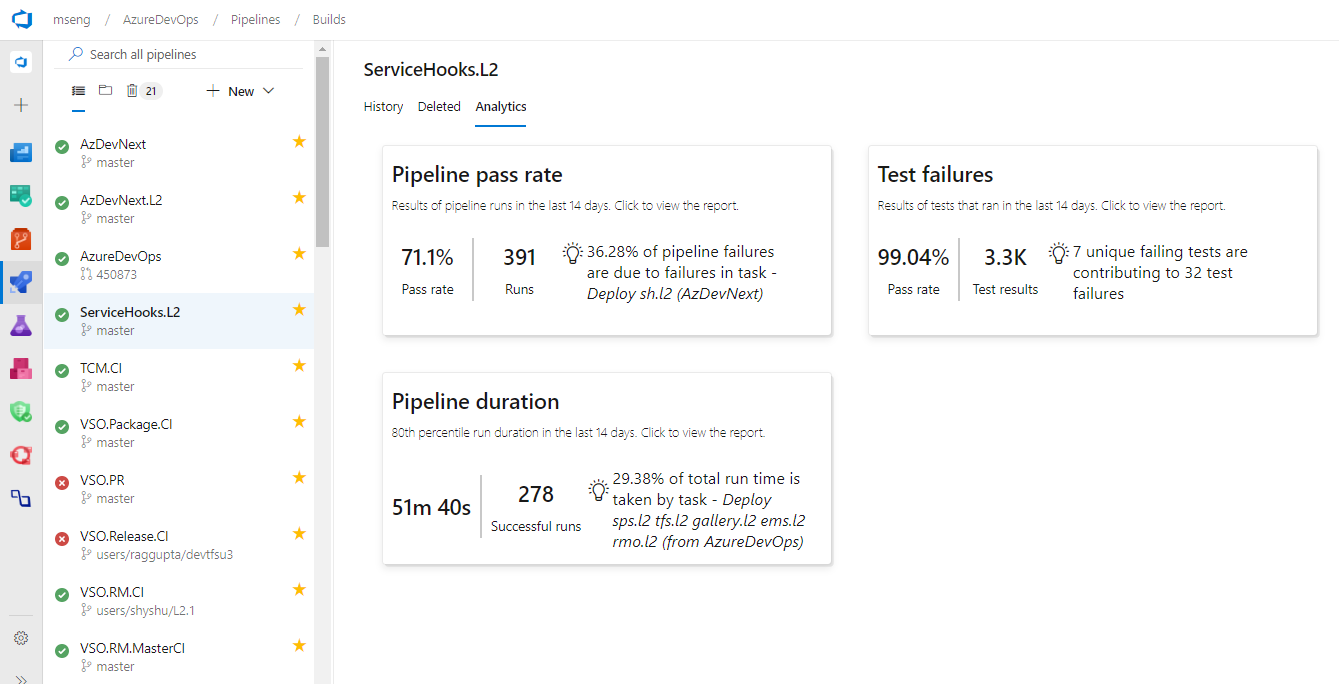 mseng / AzureDevOps / Pipelines / Builds
Search all pipelines
21
New
AzDevNext
master
AzDevNext.L2
master
AzureDevOps
450873
ServiceHooks.L2
master
TCM.CI
master
VSO.Package.CI
master
VSO.PR
master
VSO.Release.CI
users/raggupta/devtfsu3
VSO.RM.CI
users/shyshu/L2.1
VSO.RM.MasterCI
master
ServiceHooks.L2
History Deleted Analytics
Pipeline pass rate
Results of pipeline runs in the last 14 days. Click to view the report.
71.1%
Pass rate
391
Runs
36.28% of pipeline failures
are due to failures in task -
Deploy sh.l2 (AzDevNext)
Test failures
Results of tests that ran in the last 14 days. Click to view the report.
99.04%
Pass rate
3.3K
Test results
7 unique failing tests are
contributing to 32 test
failures
Pipeline duration
80th percentile run duration in the last 14 days. Click to view the report.
51m 40s
278
Successful runs
29.38% of total run time is
taken by task - Deploy
sps.l2 tfs.l2 gallery.l2 ems.l2
rmo.l2 (from AzureDevOps)